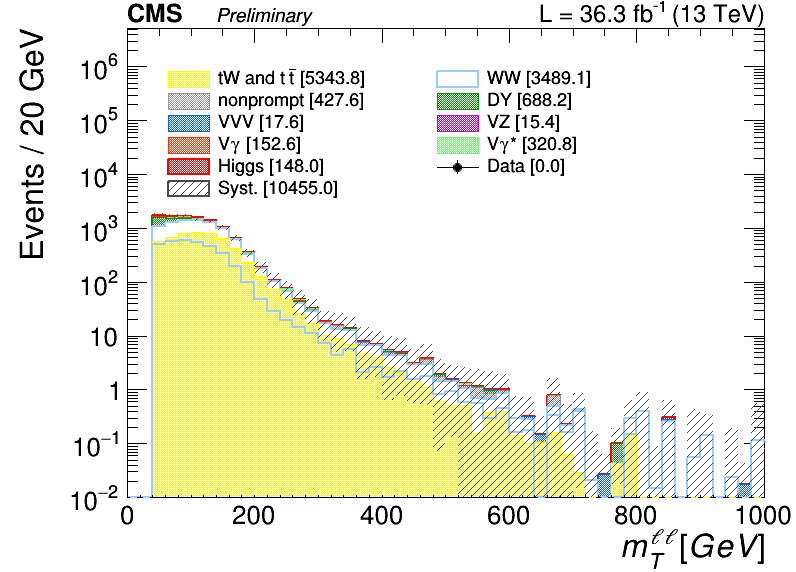 CMS Preliminary L = 36.3 fb⁻¹ (13 TeV)
Events / 20 GeV
10⁶
10⁵
10⁴
10³
10²
10
1
10⁻¹
10⁻²
tW and tt̄ [5343.8]
nonprompt [427.6]
VVV [17.6]
Vγ [152.6]
Higgs [148.0]
Syst. [10455.0]
WW [3489.1]
DY [688.2]
VZ [15.4]
Vγ* [320.8]
Data [0.0]
0 200 400 600 800 1000
m_T^ℓℓ [GeV]